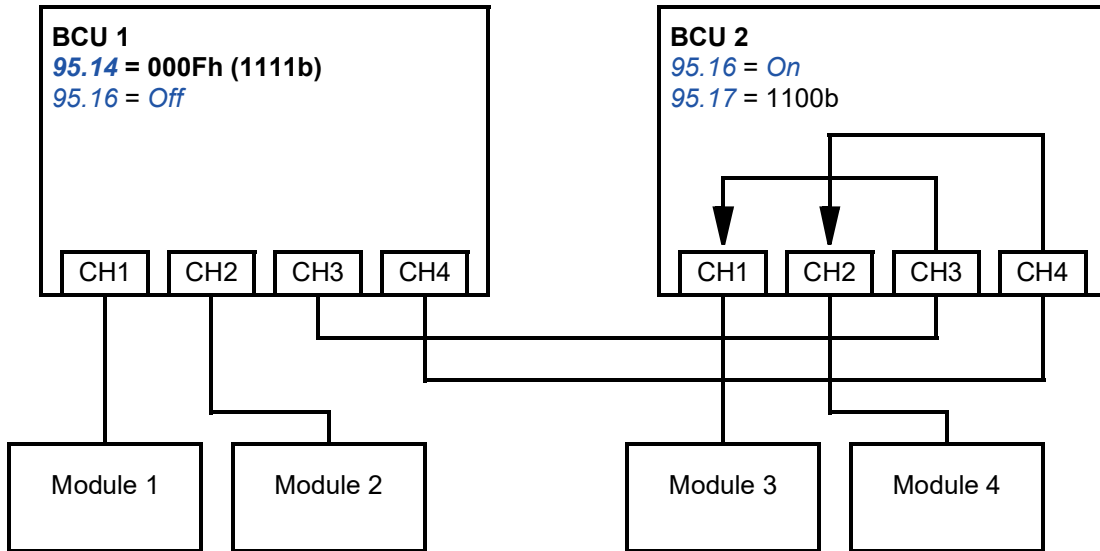 BCU 1
95.14 = 000Fh (1111b)
95.16 = Off
CH1
CH2
CH3
CH4
BCU 2
95.16 = On
95.17 = 1100b
CH1
CH2
CH3
CH4
Module 1
Module 2
Module 3
Module 4